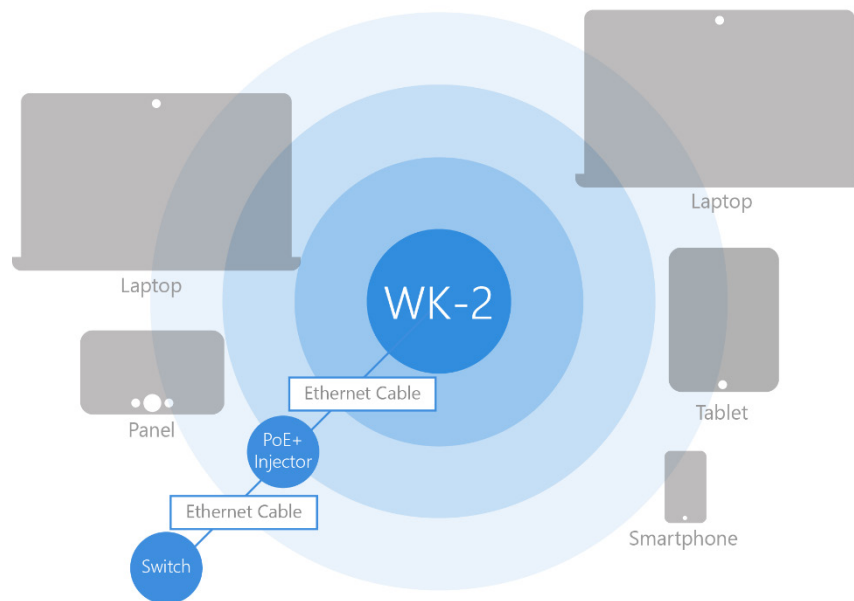 Laptop
Laptop
WK-2
Ethernet Cable
Panel
Tablet
PoE+
Injector
Ethernet Cable
Smartphone
Switch